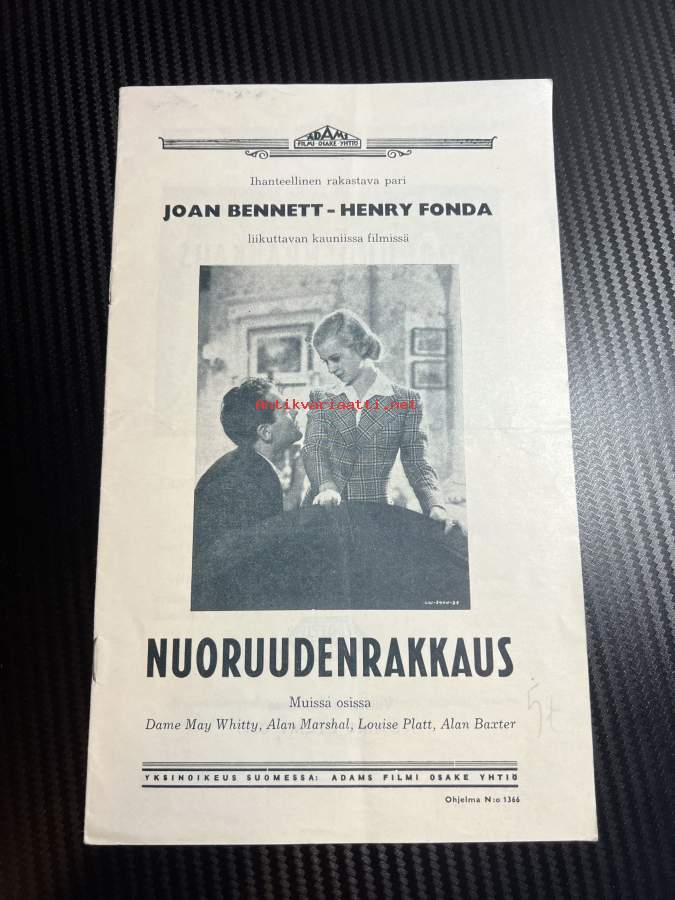 ADAMS
FILMI OSAKE YHTIÖ
Ihanteellinen rakastava pari
JOAN BENNETT - HENRY FONDA
liikuttavan kauniissa filmissä
Antikvariaatti.net
NUORUUDENRAKKAUS
Muissa osissa
Dame May Whitty, Alan Marshal, Louise Platt, Alan Baxter
YKSINOIKEUS SUOMESSA: ADAMS FILMI OSAKE YHTIÖ
Ohjelma N:o 1366